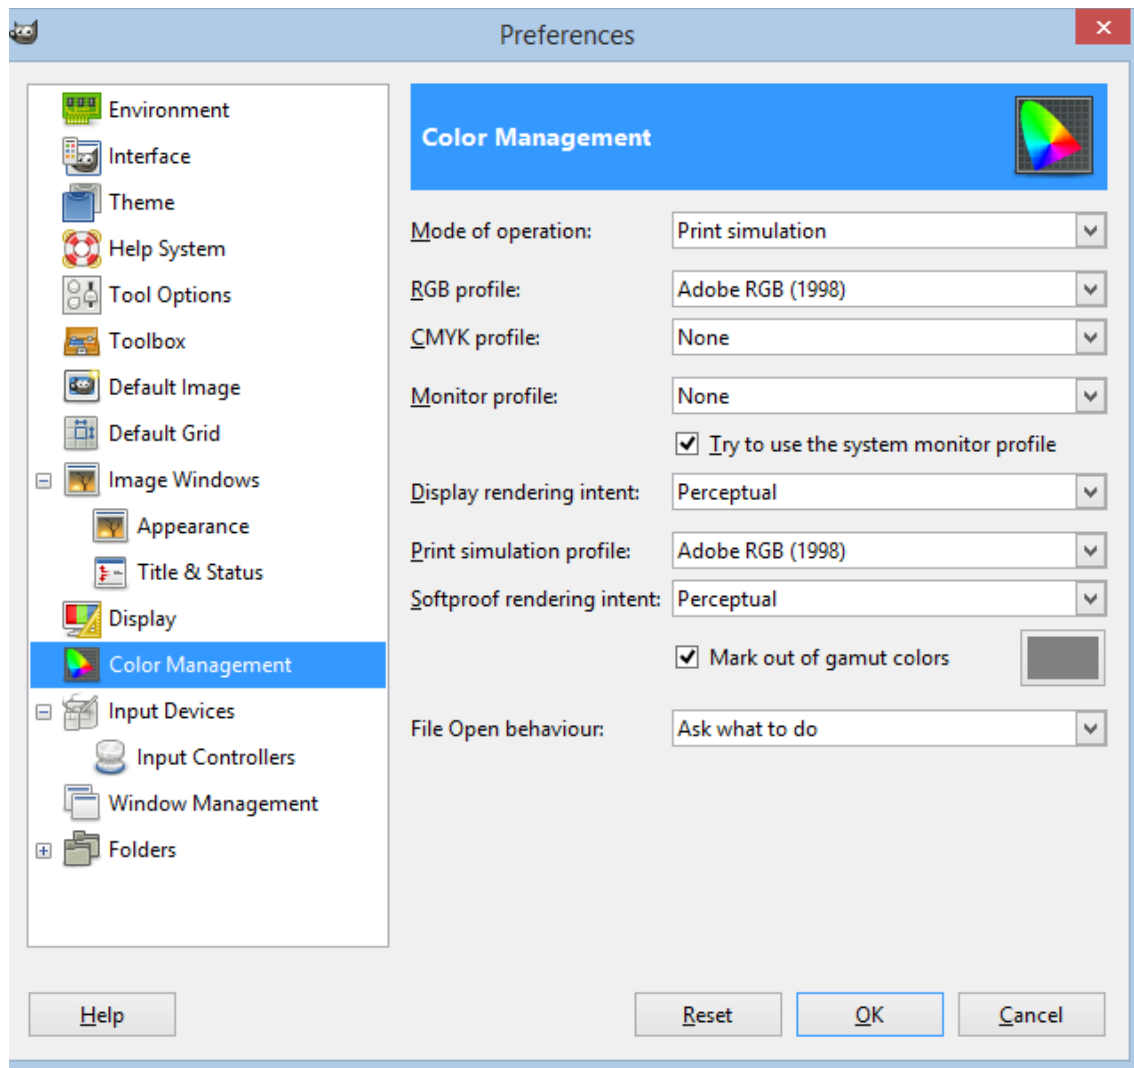 Preferences
Environment
Interface
Theme
Help System
Tool Options
Toolbox
Default Image
Default Grid
Image Windows
Appearance
Title & Status
Display
Color Management
Input Devices
Input Controllers
Window Management
Folders
Color Management
Mode of operation: Print simulation
RGB profile: Adobe RGB (1998)
CMYK profile: None
Monitor profile: None
Try to use the system monitor profile
Display rendering intent: Perceptual
Print simulation profile: Adobe RGB (1998)
Softproof rendering intent: Perceptual
Mark out of gamut colors
File Open behaviour: Ask what to do
Help Reset OK Cancel